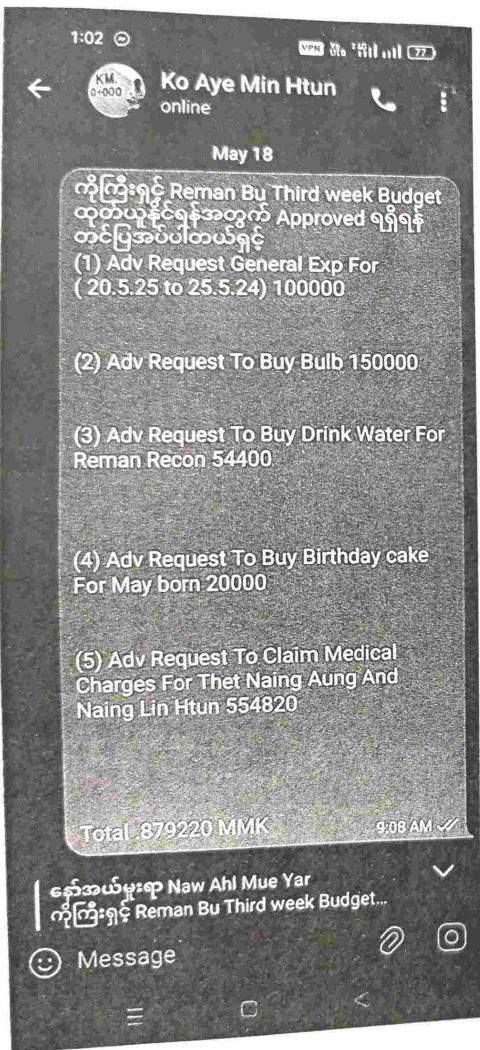 1:02
VPN
77
KM.
0+000
Ko Aye Min Htun
online
May 18
ကိုကြီးရှင့် Reman Bu Third week Budget
ထုတ်ယူနိုင်ရန်အတွက် Approved ရရှိရန်
တင်ပြအပ်ပါတယ်ရှင့်
(1) Adv Request General Exp For
( 20.5.25 to 25.5.24) 100000
(2) Adv Request To Buy Bulb 150000
(3) Adv Request To Buy Drink Water For
Reman Recon 54400
(4) Adv Request To Buy Birthday cake
For May born 20000
(5) Adv Request To Claim Medical
Charges For Thet Naing Aung And
Naing Lin Htun 554820
Total 879220 MMK
9:08 AM
နော်အယ်မူးရာ Naw Ahl Mue Yar
ကိုကြီးရှင့် Reman Bu Third week Budget...
Message